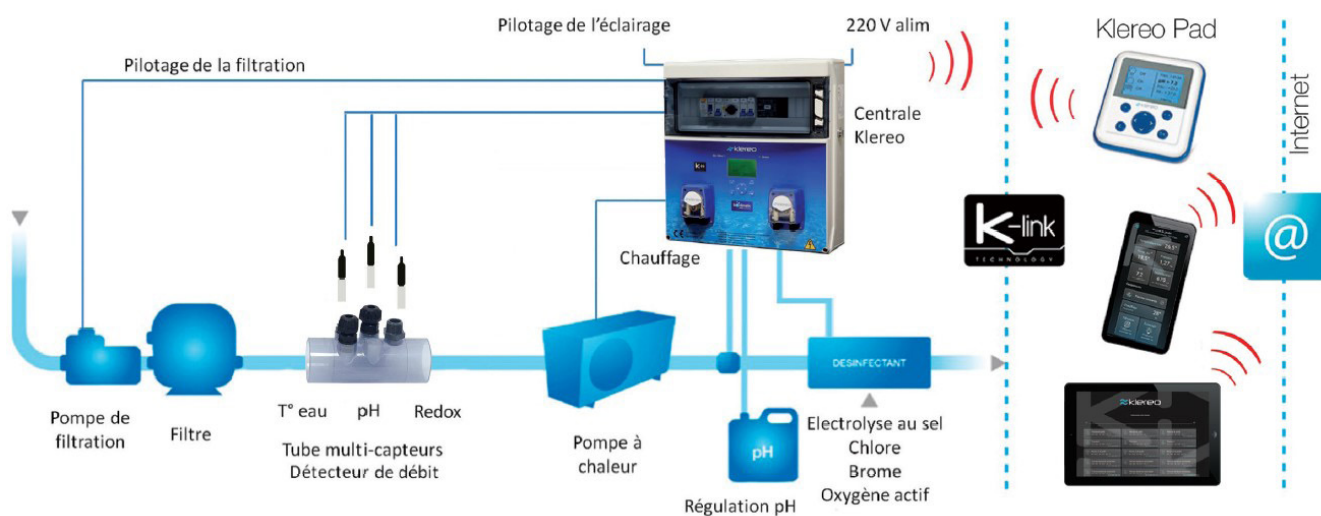 Pilotage de l'éclairage
220 V alim
Klereo Pad
Pilotage de la filtration
Centrale
Klereo
Internet
klereo
K-link
TECHNOLOGY
@
Chauffage
DESINFECTANT
Pompe de
filtration
Filtre
T° eau
pH
Redox
Tube multi-capteurs
Détecteur de débit
Pompe à
chaleur
pH
Régulation pH
Electrolyse au sel
Chlore
Brome
Oxygène actif
klereo